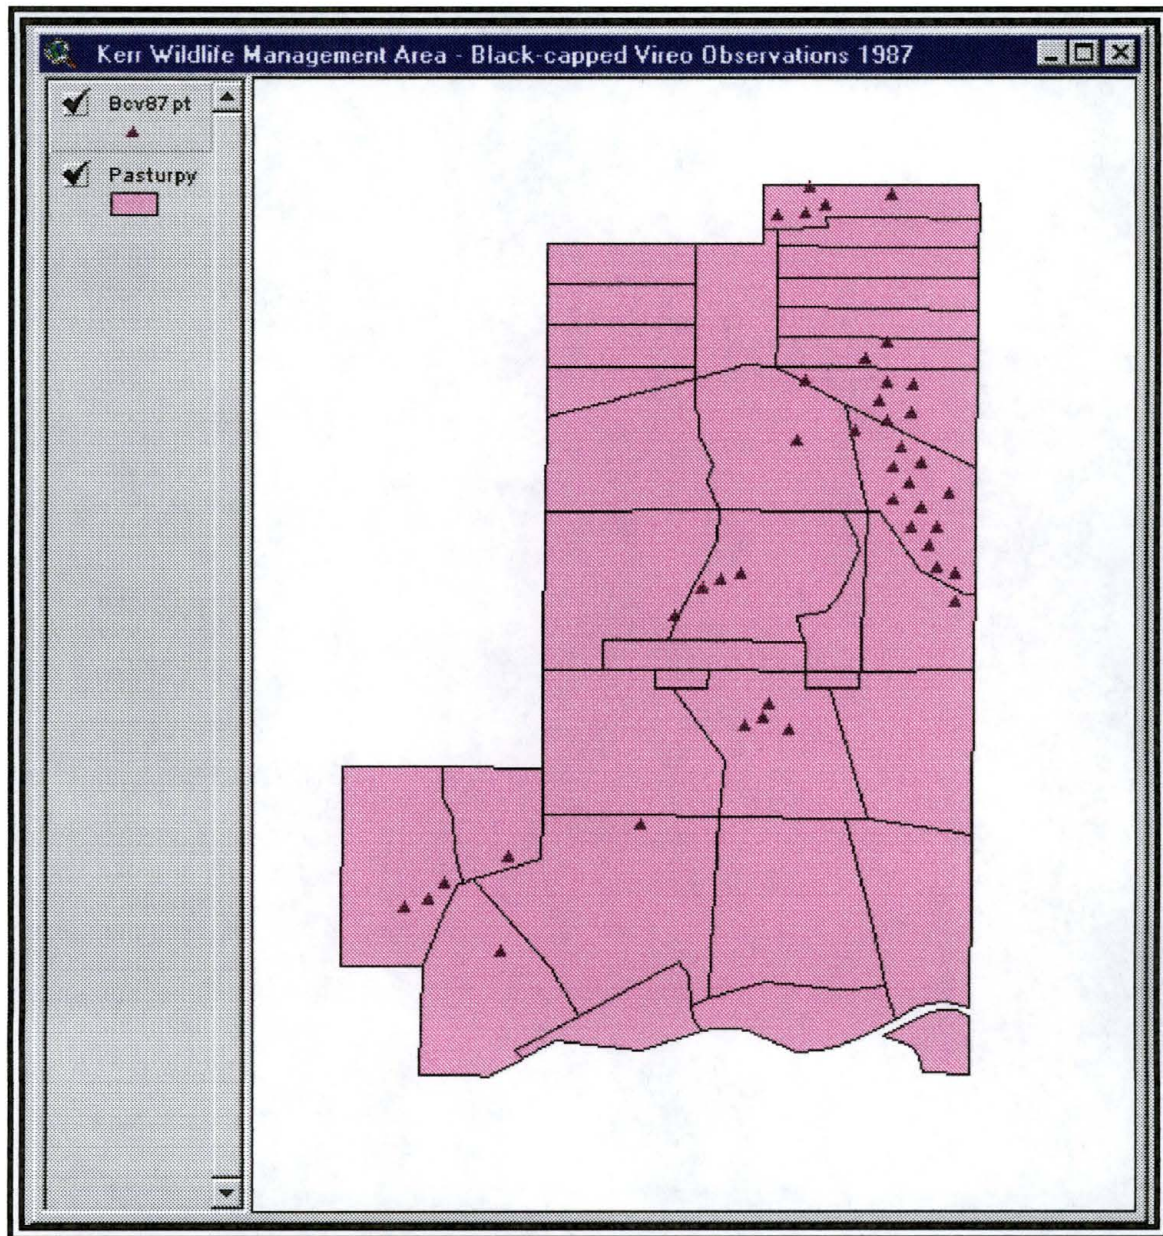 Kerr Wildlife Management Area - Black-capped Vireo Observations 1987
Bcv87pt
Pasturpy